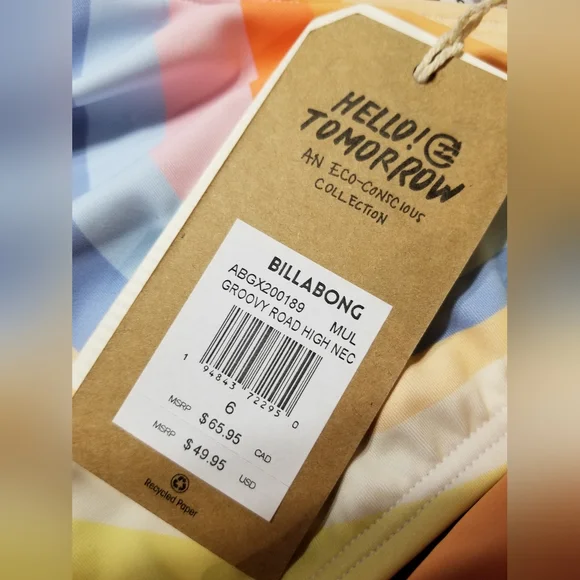 HELLO!
TOMORROW
AN ECO-CONSCIOUS
COLLECTION
BILLABONG
ABGX200189 MUL
GROOVY ROAD HIGH NEC
1 94843 72295 0
6
MSRP $65.95 CAD
MSRP $49.95 USD
Recycled Paper